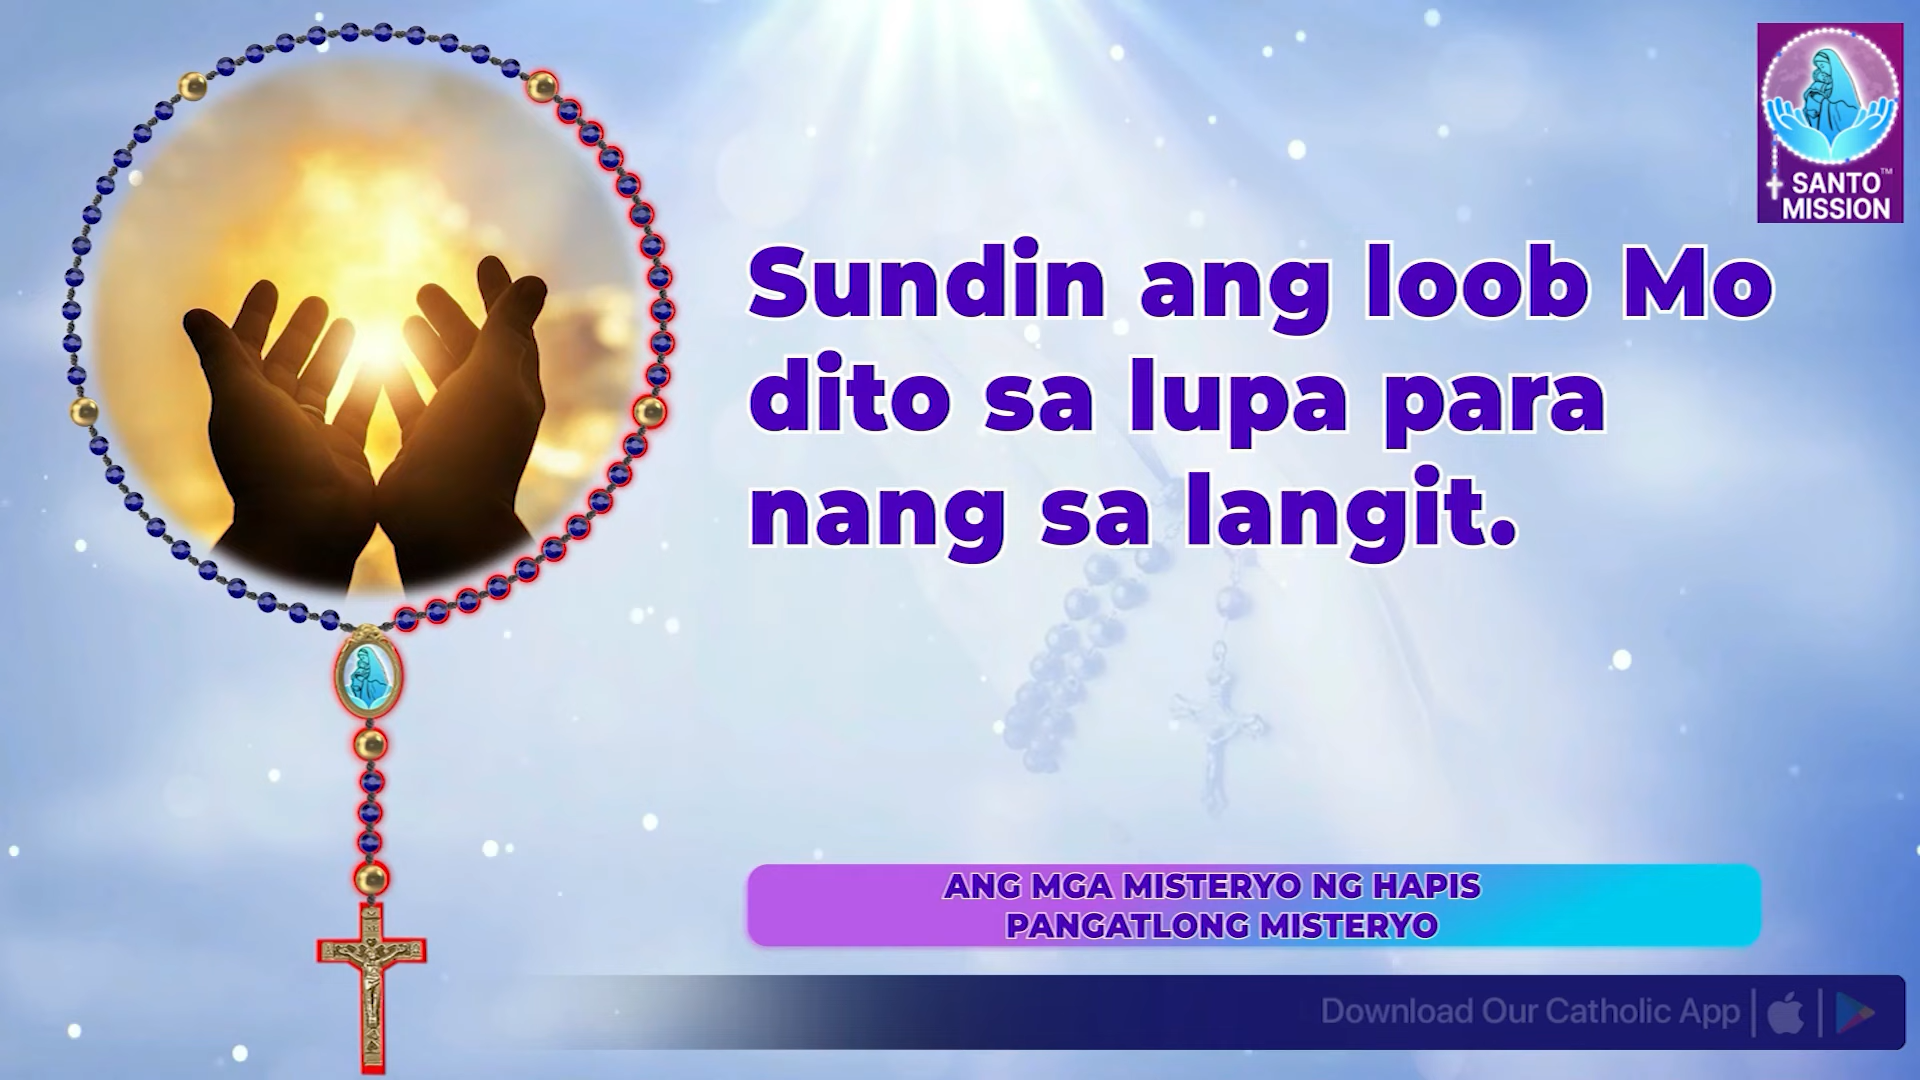 SANTO™
MISSION
Sundin ang loob Mo
dito sa lupa para
nang sa langit.
ANG MGA MISTERYO NG HAPIS
PANGATLONG MISTERYO
Download Our Catholic App